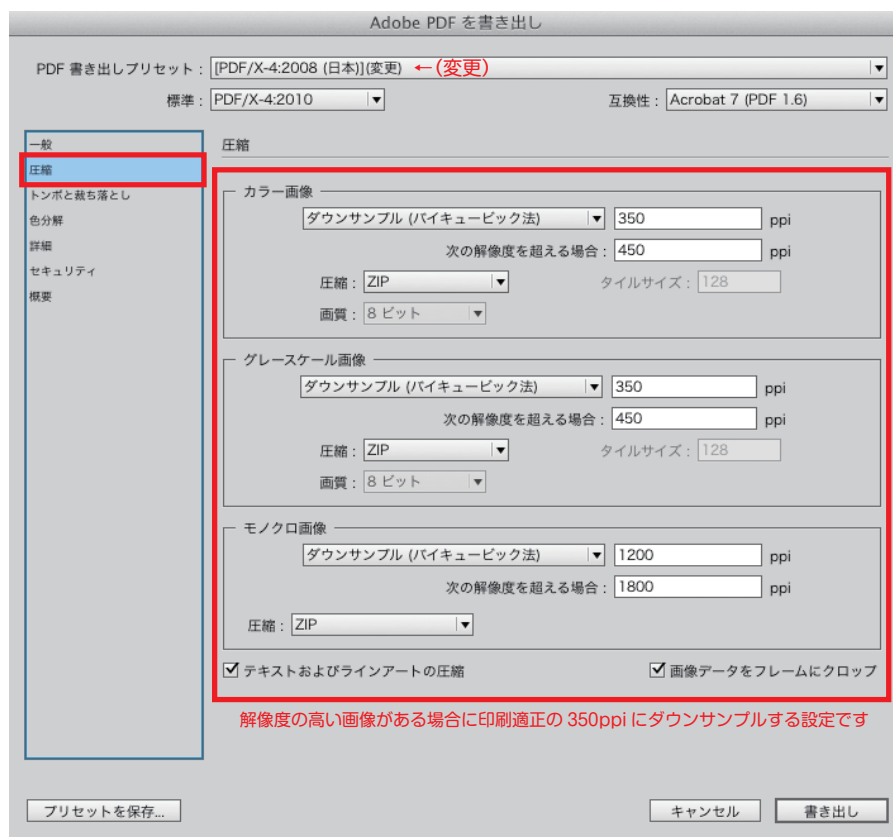 Adobe PDF を書き出し
PDF 書き出しプリセット : [PDF/X-4:2008 (日本)](変更) ←(変更)
標準 : PDF/X-4:2010 互換性 : Acrobat 7 (PDF 1.6)
一般
圧縮
トンボと裁ち落とし
色分解
詳細
セキュリティ
概要
圧縮
カラー画像
ダウンサンプル (バイキュービック法) 350 ppi
次の解像度を超える場合 : 450 ppi
圧縮 : ZIP タイルサイズ : 128
画質 : 8 ビット
グレースケール画像
ダウンサンプル (バイキュービック法) 350 ppi
次の解像度を超える場合 : 450 ppi
圧縮 : ZIP タイルサイズ : 128
画質 : 8 ビット
モノクロ画像
ダウンサンプル (バイキュービック法) 1200 ppi
次の解像度を超える場合 : 1800 ppi
圧縮 : ZIP
テキストおよびラインアートの圧縮 画像データをフレームにクロップ
解像度の高い画像がある場合に印刷適正の 350ppi にダウンサンプルする設定です
プリセットを保存... キャンセル 書き出し